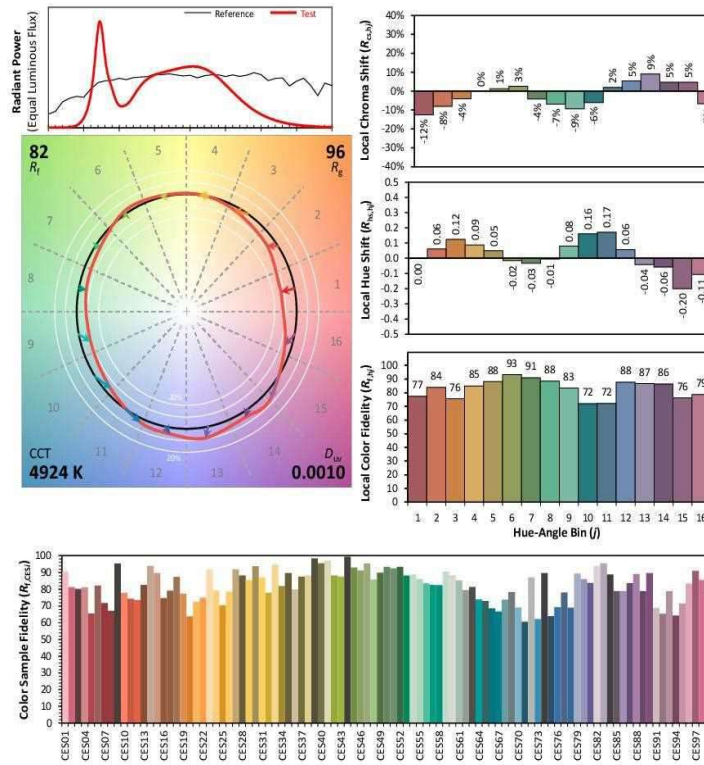 Reference
Test
Radiant Power
(Equal Luminous Flux)
82
Rf
96
Rg
1
2
3
4
5
6
7
8
9
10
11
12
13
14
15
16
20%
20%
CCT
4924 K
Duv
0.0010
Local Chroma Shift (Rcs,hj)
40%
30%
20%
10%
0%
-10%
-20%
-30%
-40%
-12%
-8%
-4%
0%
1%
3%
-4%
-7%
-9%
-6%
2%
5%
9%
5%
5%
Local Hue Shift (Rhs,hj)
0.5
0.4
0.3
0.2
0.1
0.0
-0.1
-0.2
-0.3
-0.4
-0.5
0.00
0.06
0.12
0.09
0.05
-0.02
-0.03
-0.01
0.08
0.16
0.17
0.06
-0.04
-0.06
-0.20
-0.11
Local Color Fidelity (Rf,hj)
100
90
80
70
60
50
40
30
20
10
0
77
84
76
85
88
93
91
88
83
72
72
88
87
86
76
79
1 2 3 4 5 6 7 8 9 10 11 12 13 14 15 16
Hue-Angle Bin (j)
Color Sample Fidelity (Rf,CESi)
100
90
80
70
60
50
40
30
20
10
0
CES01
CES04
CES07
CES10
CES13
CES16
CES19
CES22
CES25
CES28
CES31
CES34
CES37
CES40
CES43
CES46
CES49
CES52
CES55
CES58
CES61
CES64
CES67
CES70
CES73
CES76
CES79
CES82
CES85
CES88
CES91
CES94
CES97